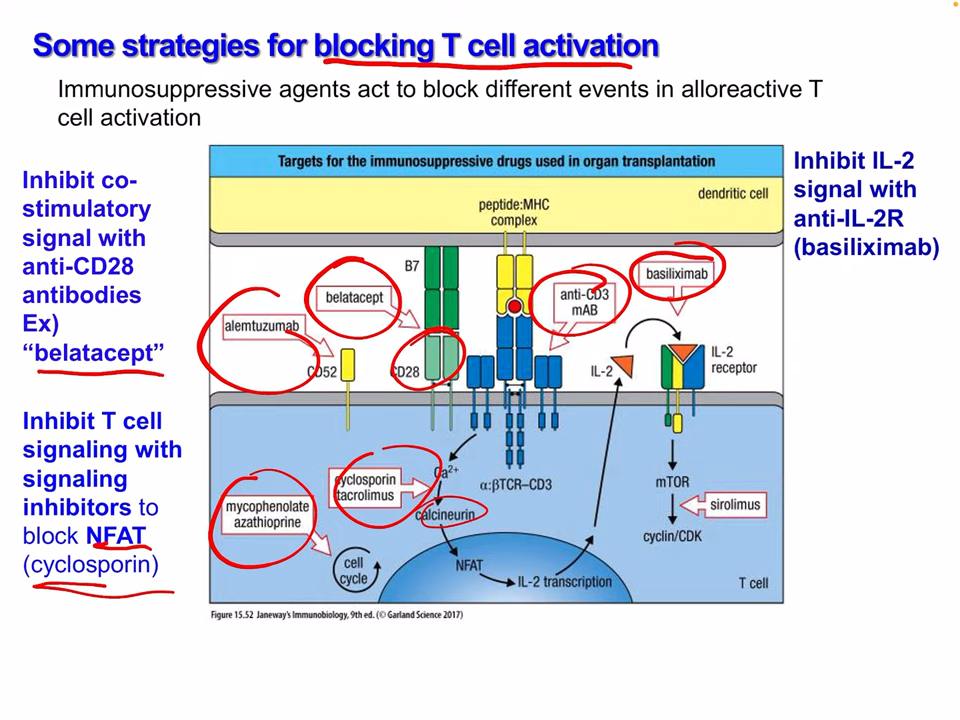 Some strategies for blocking T cell activation
Immunosuppressive agents act to block different events in alloreactive T
cell activation
Inhibit co-
stimulatory
signal with
anti-CD28
antibodies
Ex)
“belatacept”
Inhibit T cell
signaling with
signaling
inhibitors to
block NFAT
(cyclosporin)
Targets for the immunosuppressive drugs used in organ transplantation
dendritic cell
peptide:MHC
complex
B7
belatacept
alemtuzumab
CD52
CD28
anti-CD3
mAB
basiliximab
IL-2
IL-2
receptor
Ca2+
α:βTCR–CD3
cyclosporin
tacrolimus
calcineurin
mycophenolate
azathioprine
cell
cycle
NFAT
IL-2 transcription
mTOR
sirolimus
cyclin/CDK
T cell
Figure 15.52 Janeway's Immunobiology, 9th ed. (© Garland Science 2017)
Inhibit IL-2
signal with
anti-IL-2R
(basiliximab)